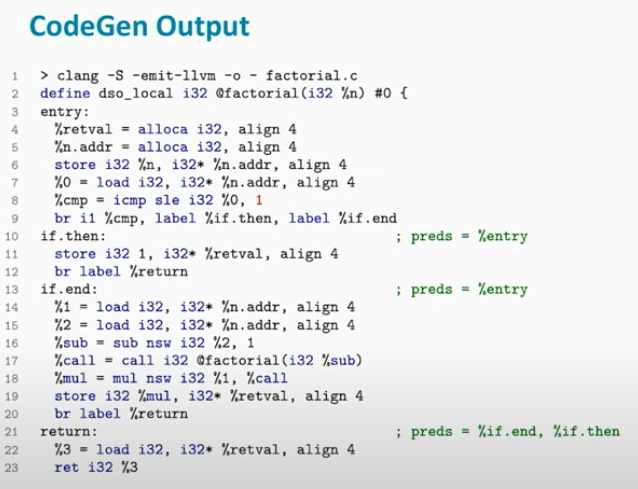 CodeGen Output
1 > clang -S -emit-llvm -o - factorial.c
2 define dso_local i32 @factorial(i32 %n) #0 {
3 entry:
4 %retval = alloca i32, align 4
5 %n.addr = alloca i32, align 4
6 store i32 %n, i32* %n.addr, align 4
7 %0 = load i32, i32* %n.addr, align 4
8 %cmp = icmp sle i32 %0, 1
9 br i1 %cmp, label %if.then, label %if.end
10 if.then: ; preds = %entry
11 store i32 1, i32* %retval, align 4
12 br label %return
13 if.end: ; preds = %entry
14 %1 = load i32, i32* %n.addr, align 4
15 %2 = load i32, i32* %n.addr, align 4
16 %sub = sub nsw i32 %2, 1
17 %call = call i32 @factorial(i32 %sub)
18 %mul = mul nsw i32 %1, %call
19 store i32 %mul, i32* %retval, align 4
20 br label %return
21 return: ; preds = %if.end, %if.then
22 %3 = load i32, i32* %retval, align 4
23 ret i32 %3